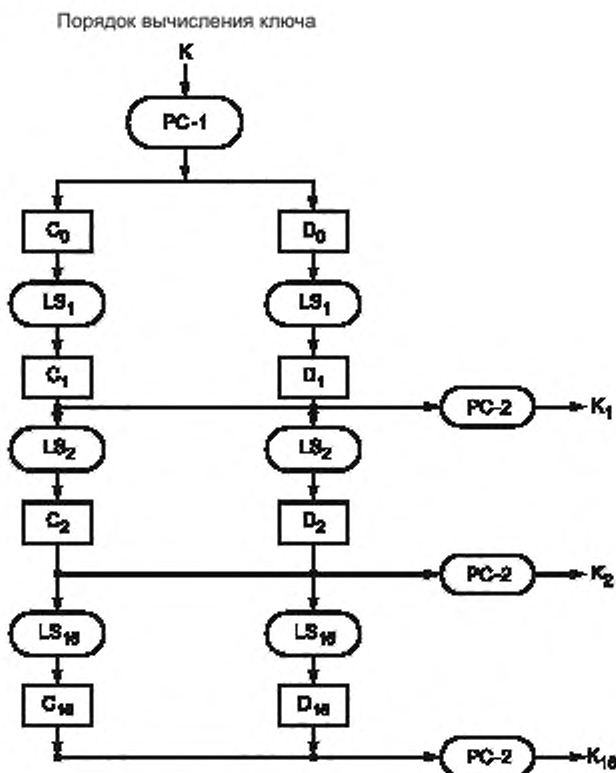 Порядок вычисления ключа
K
PC-1
C₀ D₀
LS₁ LS₁
C₁ D₁
PC-2 K₁
LS₂ LS₂
C₂ D₂
PC-2 K₂
LS₁₆ LS₁₆
C₁₆ D₁₆
PC-2 K₁₆